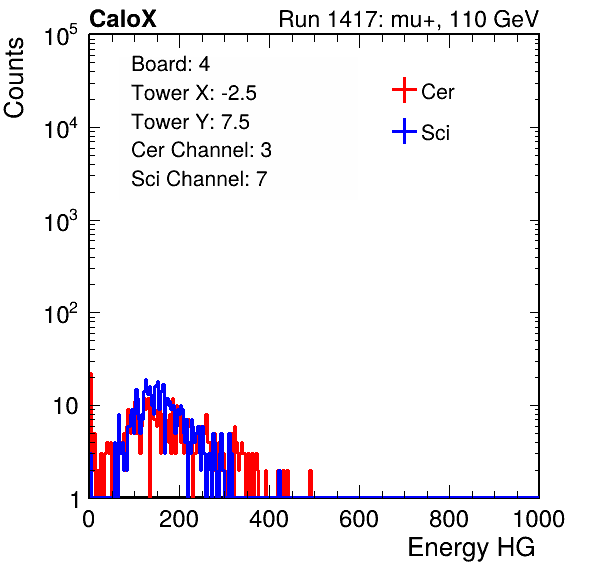 CaloX Run 1417: mu+, 110 GeV
Counts
Board: 4
Tower X: -2.5
Tower Y: 7.5
Cer Channel: 3
Sci Channel: 7
Cer
Sci
10^5
10^4
10^3
10^2
10
1
0 200 400 600 800 1000
Energy HG